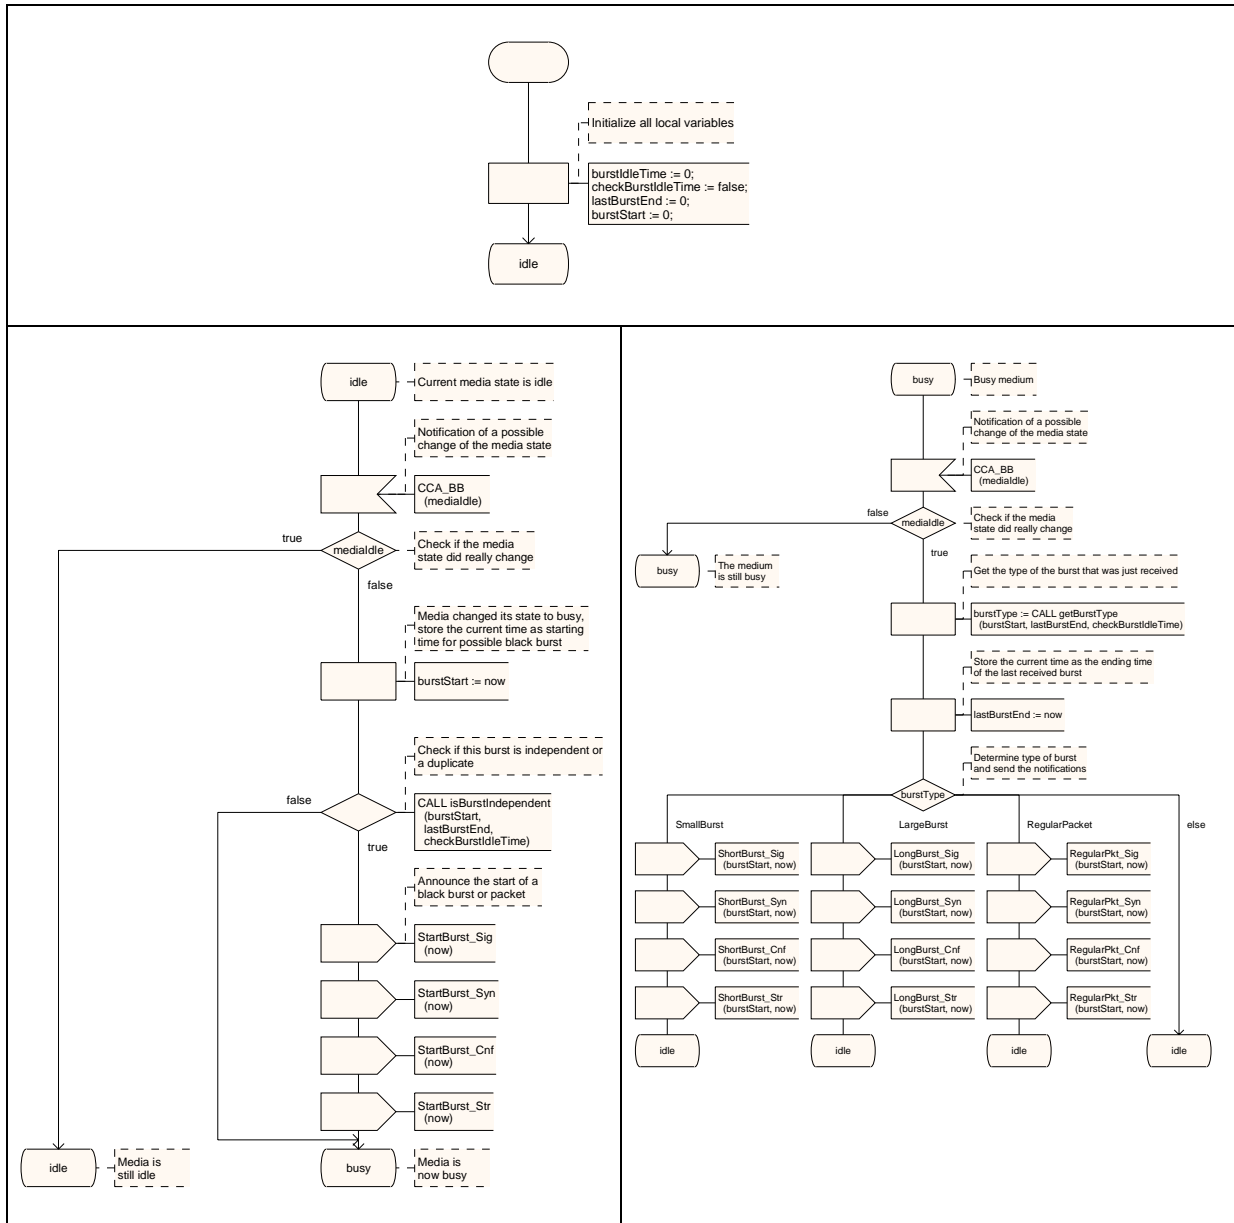 Initialize all local variables
burstIdleTime := 0;
checkBurstIdleTime := false;
lastBurstEnd := 0;
burstStart := 0;
idle
idle
Current media state is idle
Notification of a possible
change of the media state
CCA_BB
(mediaIdle)
true
mediaIdle
Check if the media
state did really change
false
Media changed its state to busy,
store the current time as starting
time for possible black burst
burstStart := now
Check if this burst is independent or
a duplicate
false
CALL isBurstIndependent
(burstStart,
lastBurstEnd,
checkBurstIdleTime)
true
Announce the start of a
black burst or packet
StartBurst_Sig
(now)
StartBurst_Syn
(now)
StartBurst_Cnf
(now)
StartBurst_Str
(now)
idle
Media is
still idle
busy
Media is
now busy
busy
Busy medium
Notification of a possible
change of the media state
CCA_BB
(mediaIdle)
false
mediaIdle
Check if the media
state did really change
true
busy
The medium
is still busy
Get the type of the burst that was just received
burstType := CALL getBurstType
(burstStart, lastBurstEnd, checkBurstIdleTime)
Store the current time as the ending time
of the last received burst
lastBurstEnd := now
Determine type of burst
and send the notifications
burstType
SmallBurst
LargeBurst
RegularPacket
else
ShortBurst_Sig
(burstStart, now)
LongBurst_Sig
(burstStart, now)
RegularPkt_Sig
(burstStart, now)
ShortBurst_Syn
(burstStart, now)
LongBurst_Syn
(burstStart, now)
RegularPkt_Syn
(burstStart, now)
ShortBurst_Cnf
(burstStart, now)
LongBurst_Cnf
(burstStart, now)
RegularPkt_Cnf
(burstStart, now)
ShortBurst_Str
(burstStart, now)
LongBurst_Str
(burstStart, now)
RegularPkt_Str
(burstStart, now)
idle
idle
idle
idle